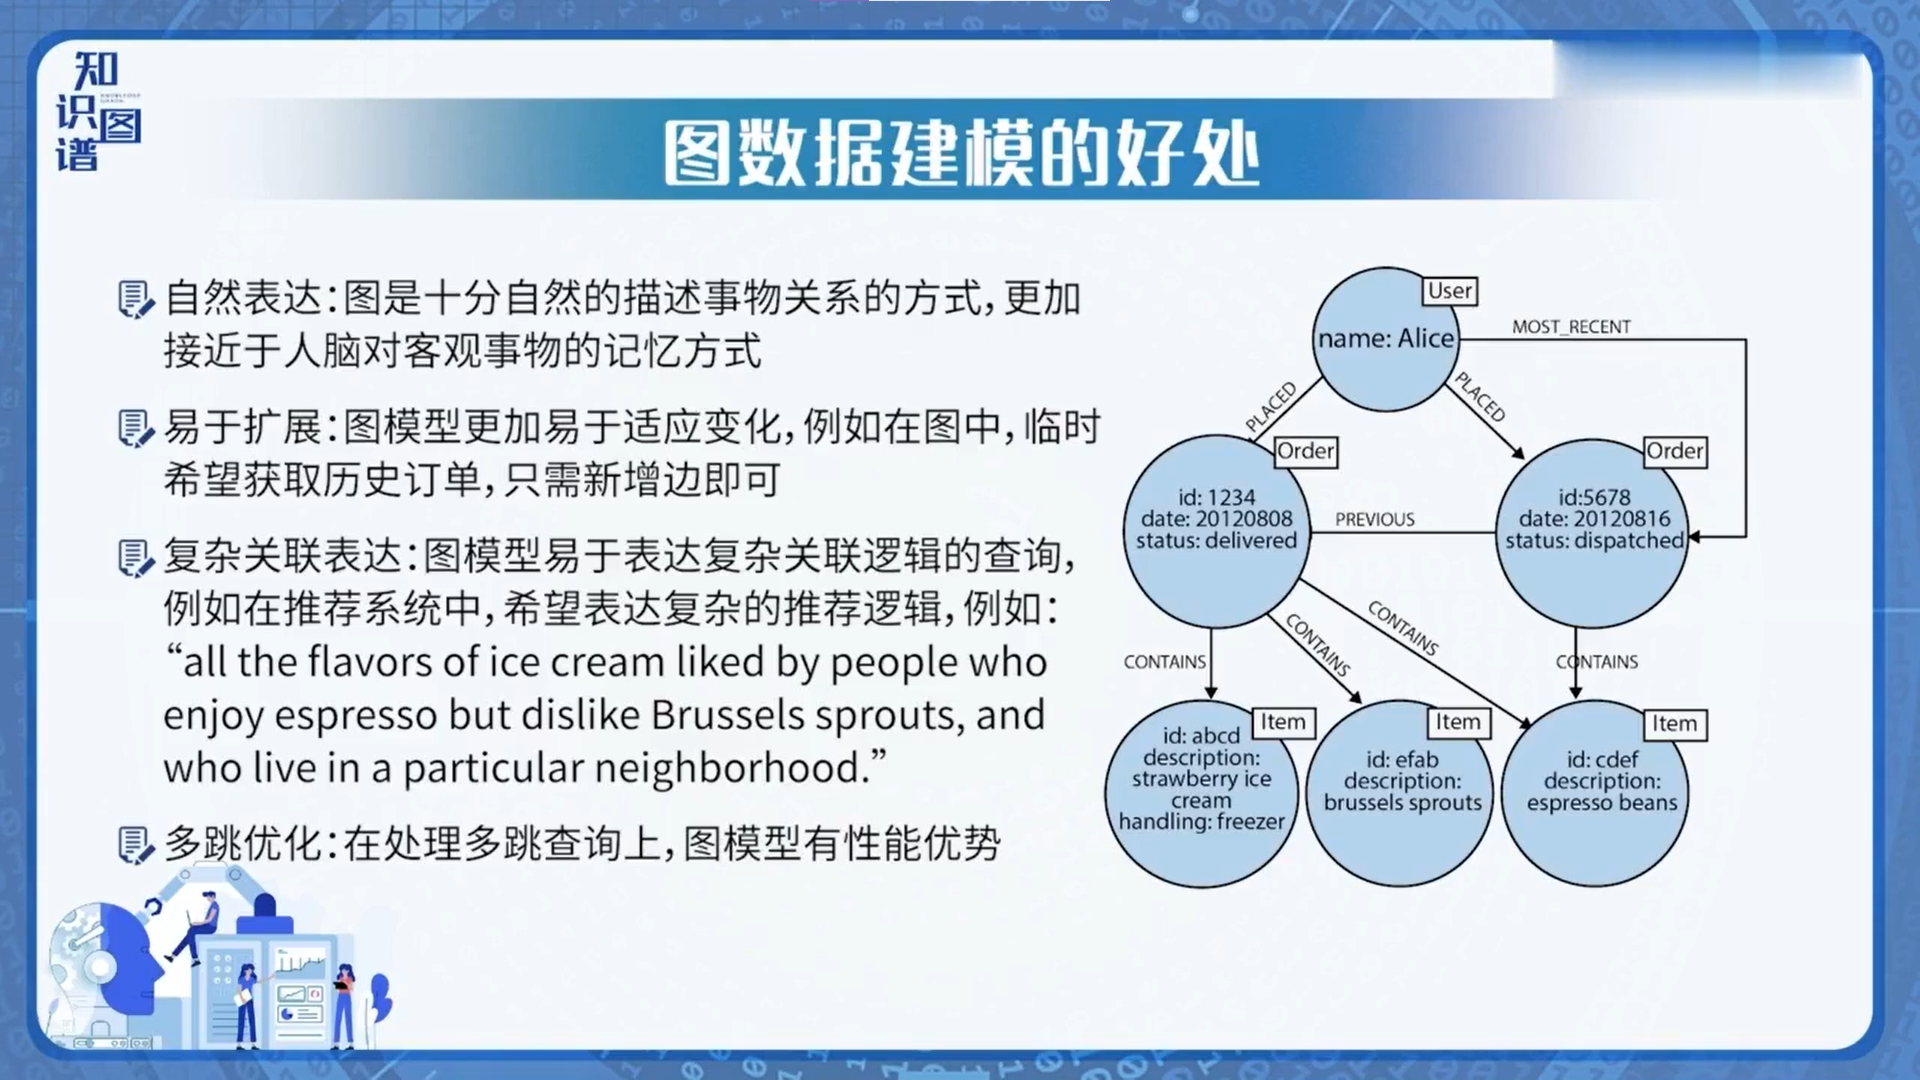 知
识图
谱
图数据建模的好处
自然表达：图是十分自然的描述事物关系的方式，更加
接近于人脑对客观事物的记忆方式
易于扩展：图模型更加易于适应变化，例如在图中，临时
希望获取历史订单，只需新增边即可
复杂关联表达：图模型易于表达复杂关联逻辑的查询，
例如在推荐系统中，希望表达复杂的推荐逻辑，例如：
“all the flavors of ice cream liked by people who
enjoy espresso but dislike Brussels sprouts, and
who live in a particular neighborhood.”
多跳优化：在处理多跳查询上，图模型有性能优势
User
name: Alice
MOST_RECENT
PLACED
PLACED
Order
id: 1234
date: 20120808
status: delivered
PREVIOUS
Order
id:5678
date: 20120816
status: dispatched
CONTAINS
CONTAINS
CONTAINS
CONTAINS
Item
id: abcd
description:
strawberry ice
cream
handling: freezer
Item
id: efab
description:
brussels sprouts
Item
id: cdef
description:
espresso beans